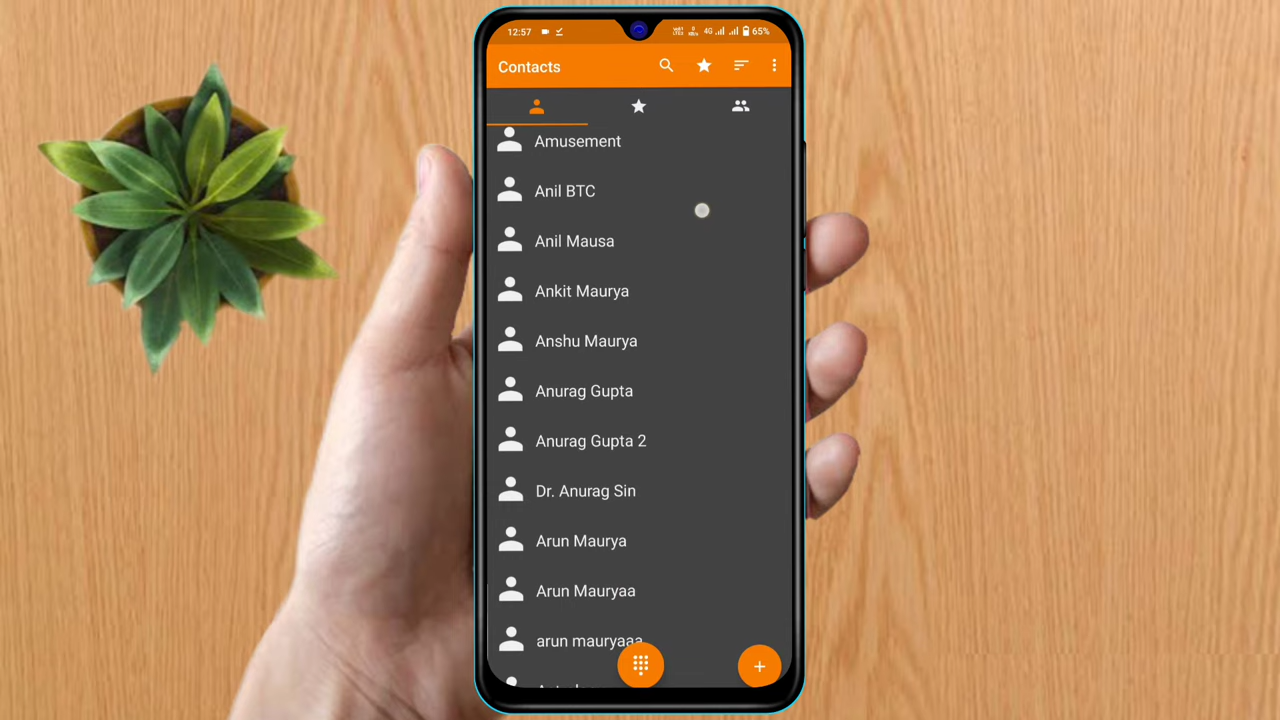 12:57 4G 65%
Contacts
Amusement
Anil BTC
Anil Mausa
Ankit Maurya
Anshu Maurya
Anurag Gupta
Anurag Gupta 2
Dr. Anurag Sin
Arun Maurya
Arun Mauryaa
arun mauryaaa